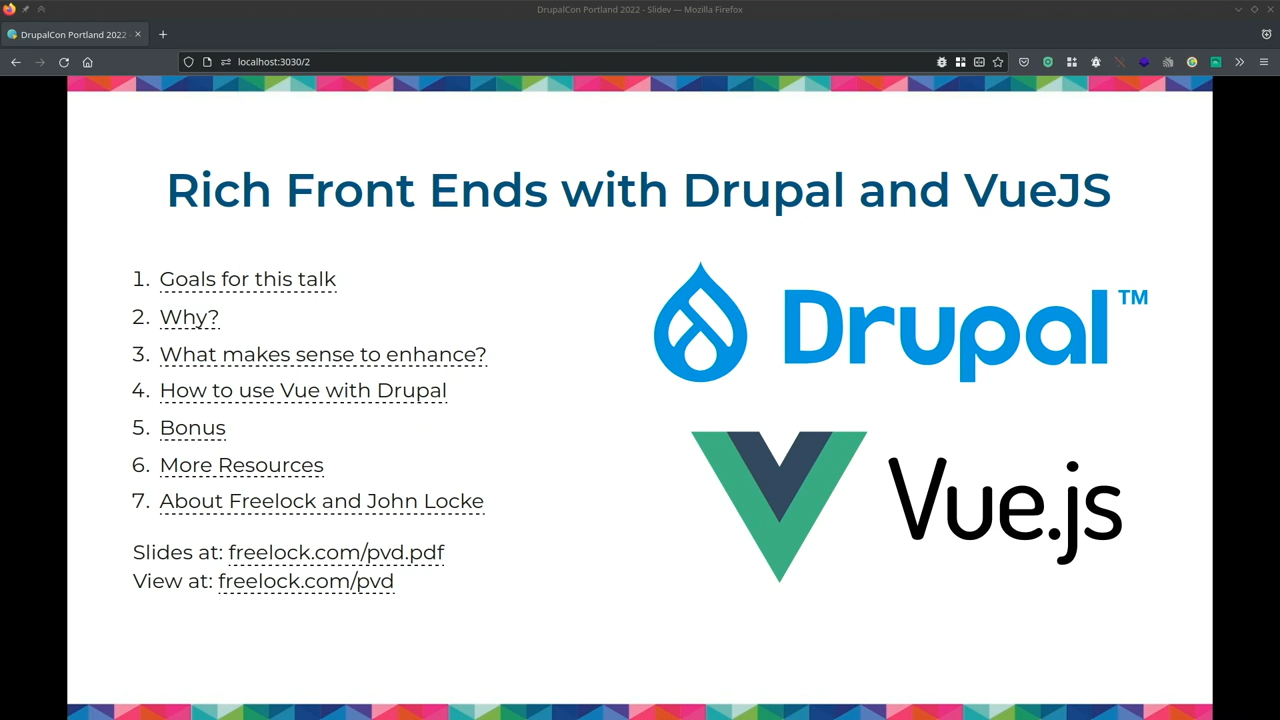 DrupalCon Portland 2022 - Slidev — Mozilla Firefox
DrupalCon Portland 2022
localhost:3030/2
Rich Front Ends with Drupal and VueJS
1. Goals for this talk
2. Why?
3. What makes sense to enhance?
4. How to use Vue with Drupal
5. Bonus
6. More Resources
7. About Freelock and John Locke
Slides at: freelock.com/pvd.pdf
View at: freelock.com/pvd
Drupal™
Vue.js